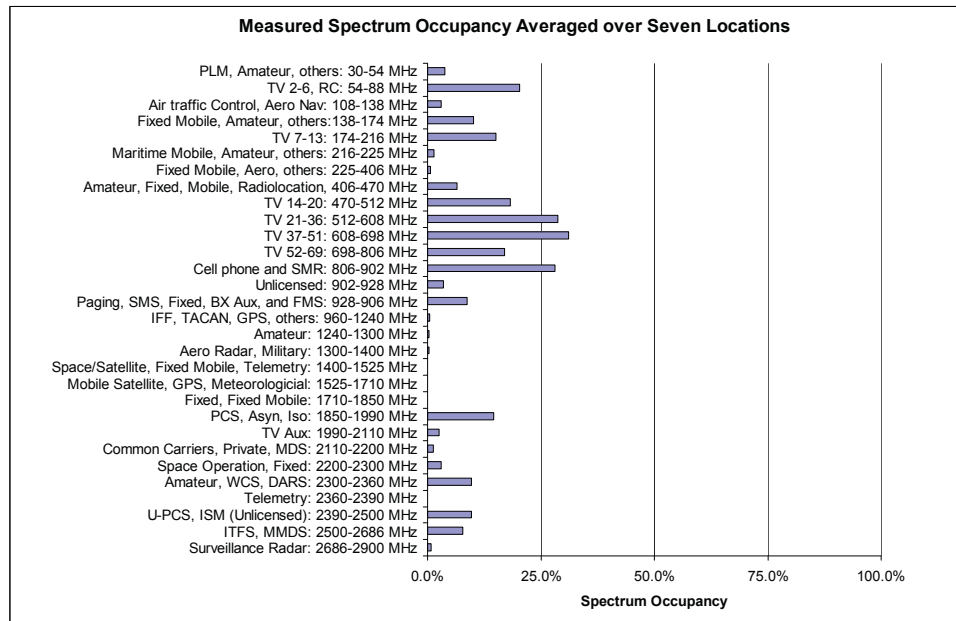 Measured Spectrum Occupancy Averaged over Seven Locations
PLM, Amateur, others: 30-54 MHz
TV 2-6, RC: 54-88 MHz
Air traffic Control, Aero Nav: 108-138 MHz
Fixed Mobile, Amateur, others:138-174 MHz
TV 7-13: 174-216 MHz
Maritime Mobile, Amateur, others: 216-225 MHz
Fixed Mobile, Aero, others: 225-406 MHz
Amateur, Fixed, Mobile, Radiolocation, 406-470 MHz
TV 14-20: 470-512 MHz
TV 21-36: 512-608 MHz
TV 37-51: 608-698 MHz
TV 52-69: 698-806 MHz
Cell phone and SMR: 806-902 MHz
Unlicensed: 902-928 MHz
Paging, SMS, Fixed, BX Aux, and FMS: 928-906 MHz
IFF, TACAN, GPS, others: 960-1240 MHz
Amateur: 1240-1300 MHz
Aero Radar, Military: 1300-1400 MHz
Space/Satellite, Fixed Mobile, Telemetry: 1400-1525 MHz
Mobile Satellite, GPS, Meteorologicial: 1525-1710 MHz
Fixed, Fixed Mobile: 1710-1850 MHz
PCS, Asyn, Iso: 1850-1990 MHz
TV Aux: 1990-2110 MHz
Common Carriers, Private, MDS: 2110-2200 MHz
Space Operation, Fixed: 2200-2300 MHz
Amateur, WCS, DARS: 2300-2360 MHz
Telemetry: 2360-2390 MHz
U-PCS, ISM (Unlicensed): 2390-2500 MHz
ITFS, MMDS: 2500-2686 MHz
Surveillance Radar: 2686-2900 MHz
0.0% 25.0% 50.0% 75.0% 100.0%
Spectrum Occupancy